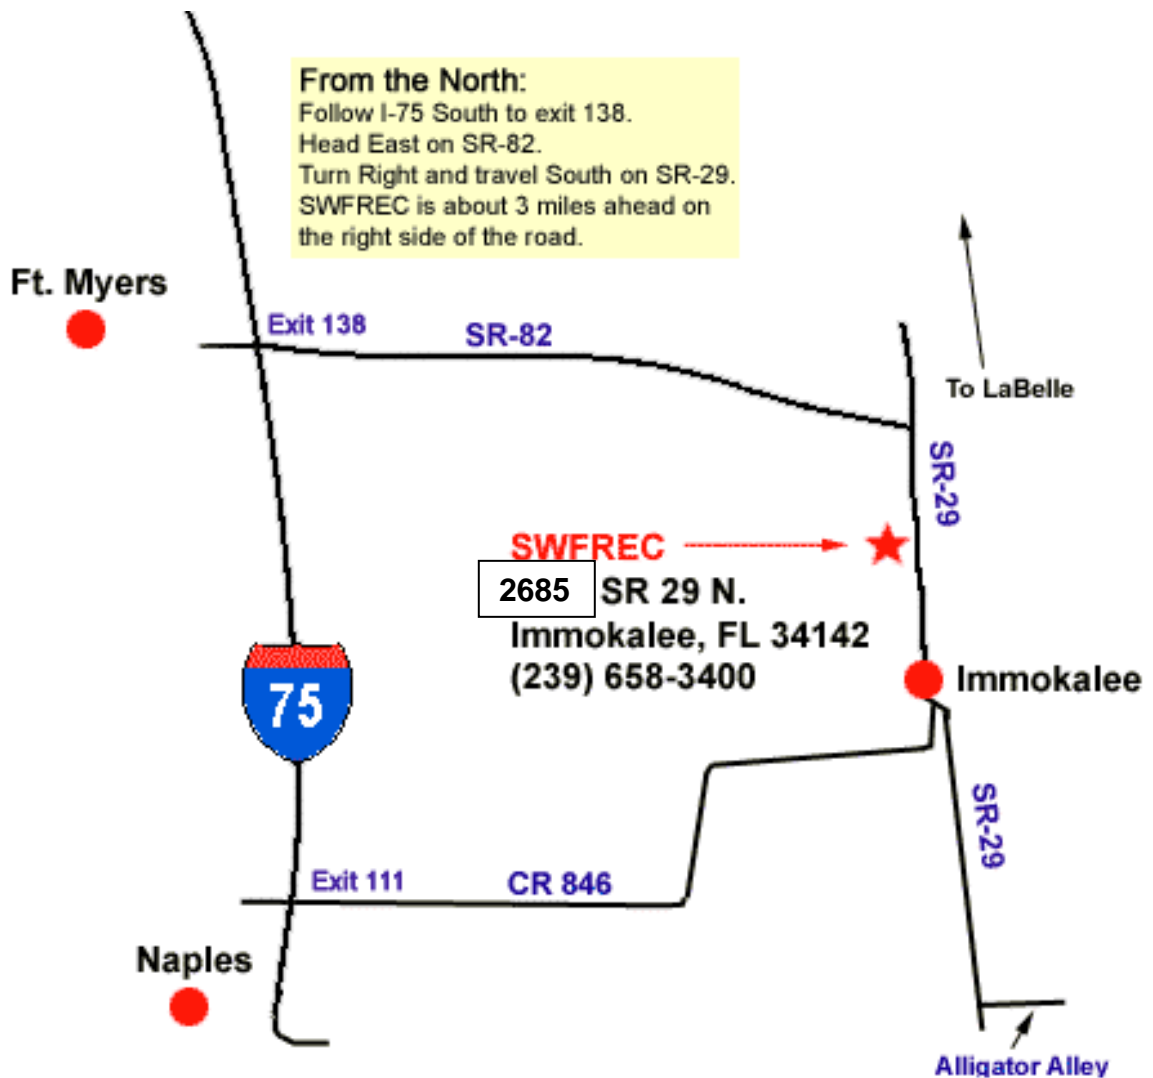 From the North:
Follow I-75 South to exit 138.
Head East on SR-82.
Turn Right and travel South on SR-29.
SWFREC is about 3 miles ahead on
the right side of the road.
Ft. Myers
Exit 138
SR-82
To LaBelle
SR-29
SWFREC
2685 SR 29 N.
Immokalee, FL 34142
(239) 658-3400
Immokalee
75
SR-29
Exit 111
CR 846
Naples
Alligator Alley